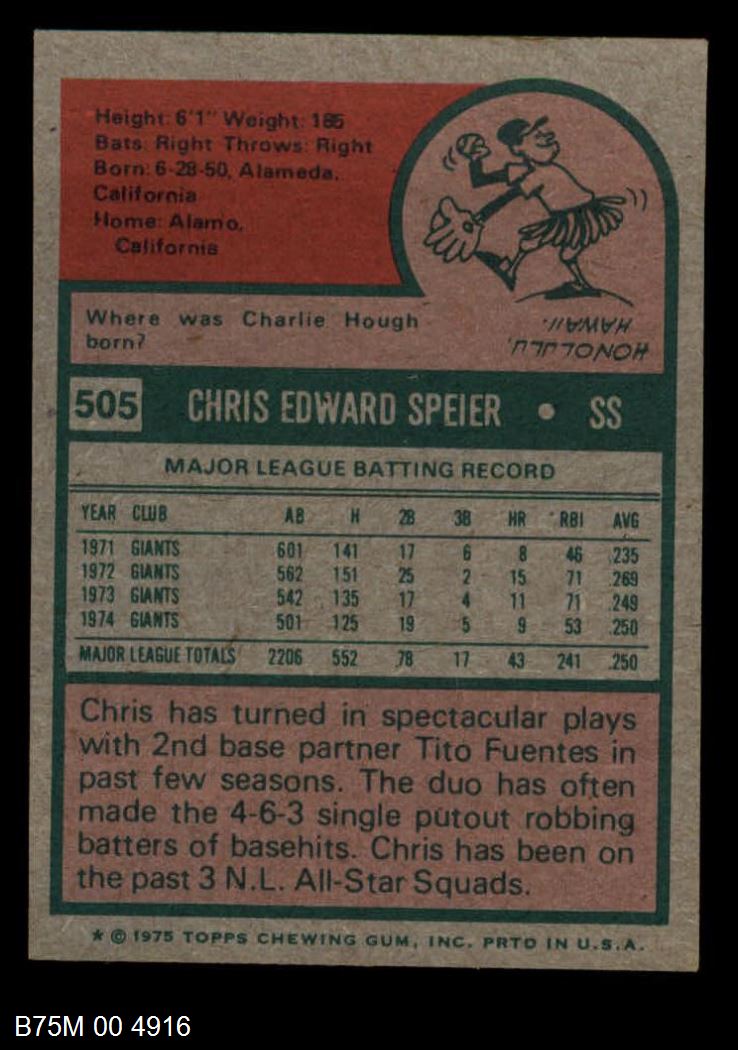 Height: 6'1" Weight: 185
Bats: Right Throws: Right
Born: 6-28-50, Alameda,
California
Home: Alamo,
California
Where was Charlie Hough
born?
HONOLULU,
HAWAII.
505 CHRIS EDWARD SPEIER • SS
MAJOR LEAGUE BATTING RECORD
YEAR CLUB AB H 2B 3B HR RBI AVG
1971 GIANTS 601 141 17 6 8 46 .235
1972 GIANTS 562 151 25 2 15 71 .269
1973 GIANTS 542 135 17 4 11 71 .249
1974 GIANTS 501 125 19 5 9 53 .250
MAJOR LEAGUE TOTALS 2206 552 78 17 43 241 .250
Chris has turned in spectacular plays
with 2nd base partner Tito Fuentes in
past few seasons. The duo has often
made the 4-6-3 single putout robbing
batters of basehits. Chris has been on
the past 3 N.L. All-Star Squads.
* © 1975 TOPPS CHEWING GUM, INC. PRTD IN U.S.A.
B75M 00 4916